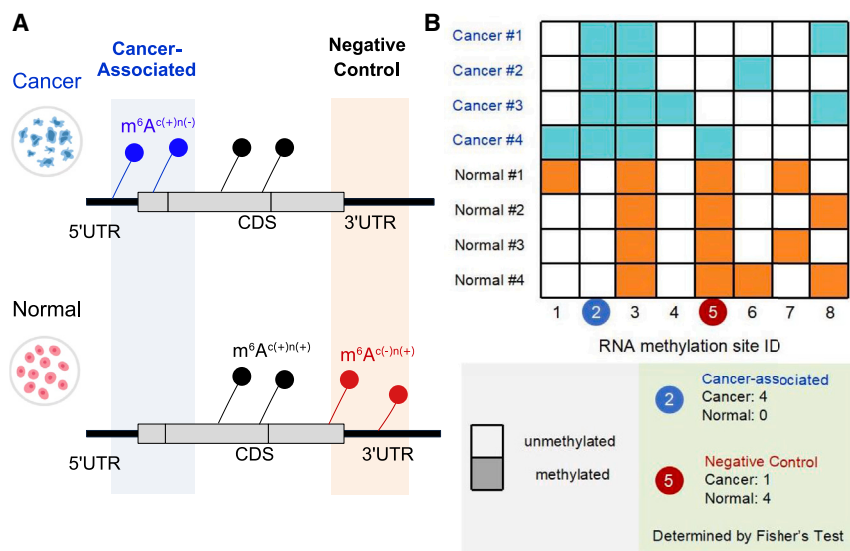 A
Cancer-
Associated
Negative
Control
Cancer
m⁶Aᶜ⁽⁺⁾ⁿ⁽⁻⁾
5'UTR
CDS
3'UTR
Normal
m⁶Aᶜ⁽⁺⁾ⁿ⁽⁺⁾
m⁶Aᶜ⁽⁻⁾ⁿ⁽⁺⁾
5'UTR
CDS
3'UTR
B
Cancer #1
Cancer #2
Cancer #3
Cancer #4
Normal #1
Normal #2
Normal #3
Normal #4
1 2 3 4 5 6 7 8
RNA methylation site ID
unmethylated
methylated
2
Cancer-associated
Cancer: 4
Normal: 0
5
Negative Control
Cancer: 1
Normal: 4
Determined by Fisher's Test